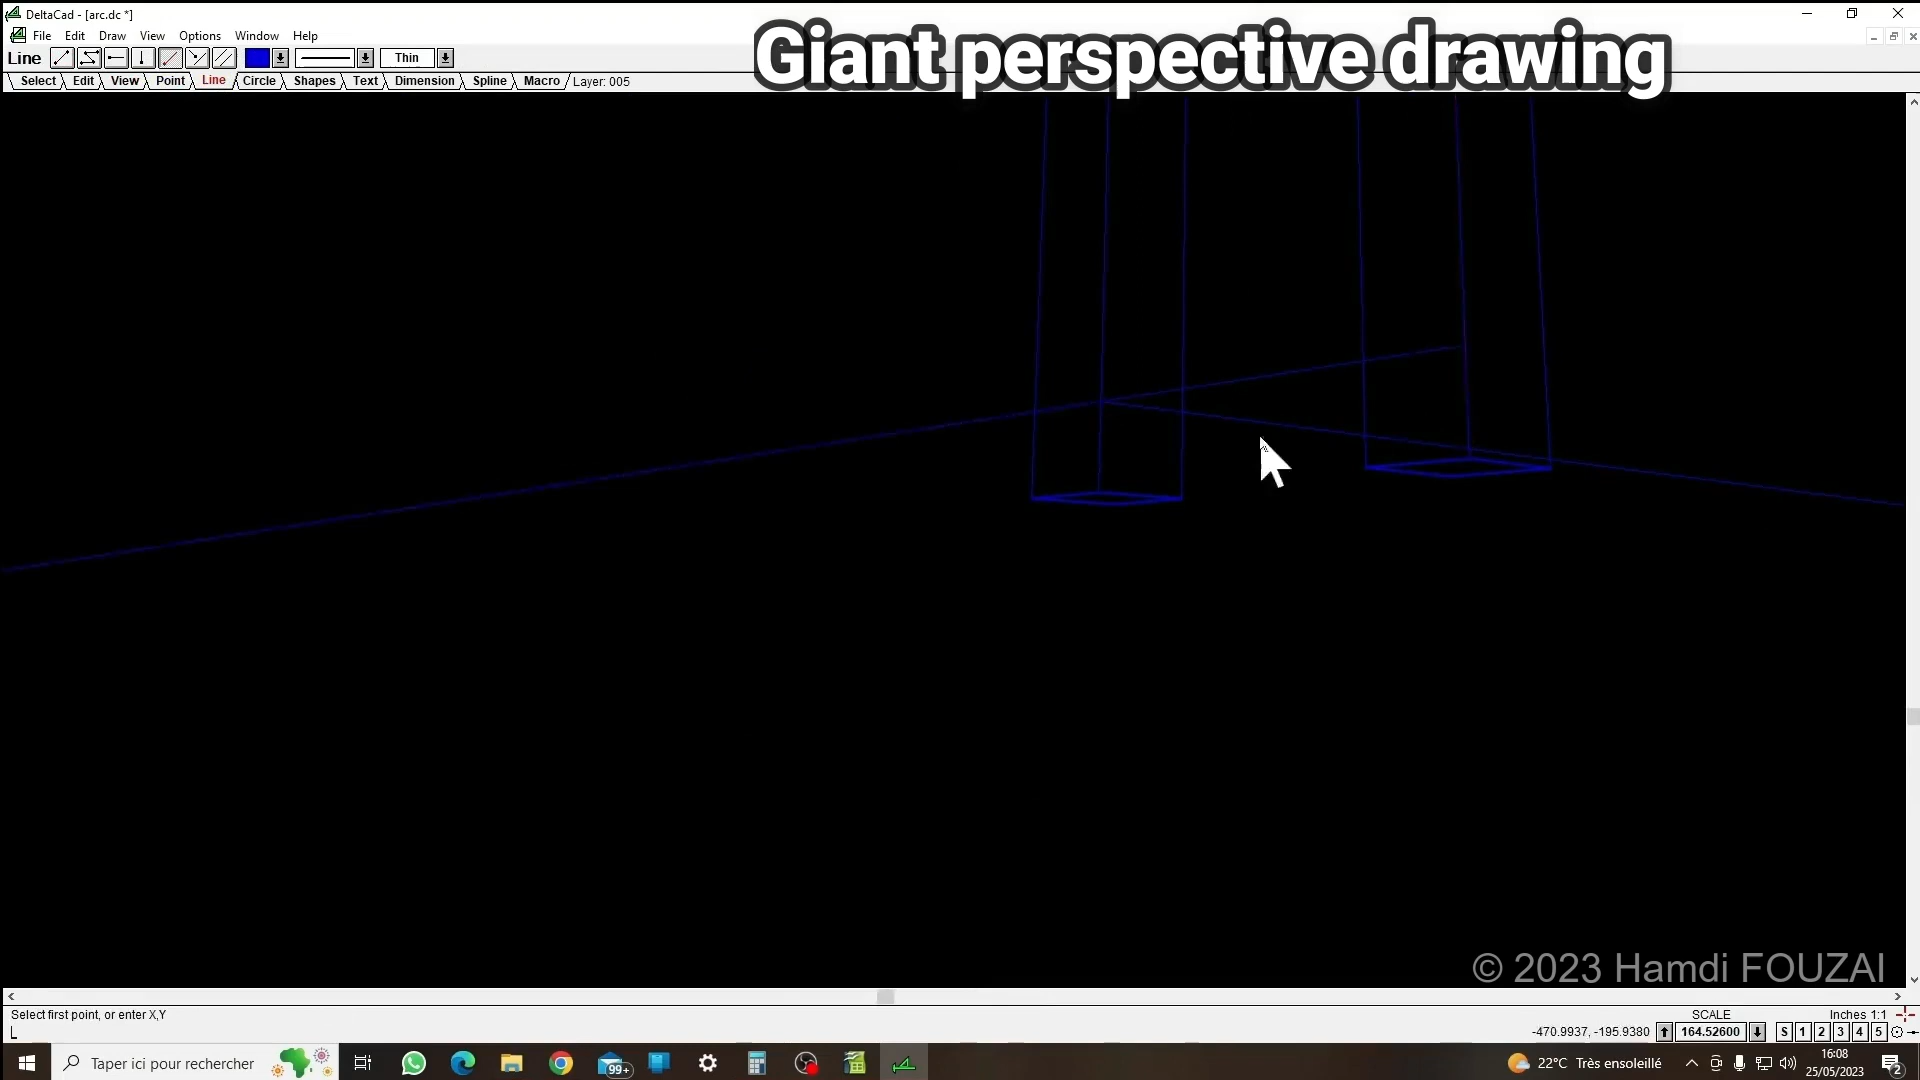 DeltaCad - [arc.dc *]
Giant perspective drawing
File Edit Draw View Options Window Help
Line Thin
Select Edit View Point Line Circle Shapes Text Dimension Spline Macro Layer: 005
© 2023 Hamdi FOUZAI
Select first point, or enter X,Y SCALE Inches 1:1
-470.9937, -195.9380 164.52600 S 1 2 3 4 5
Taper ici pour rechercher 99+ 22°C Très ensoleillé 16:08
25/05/2023 2